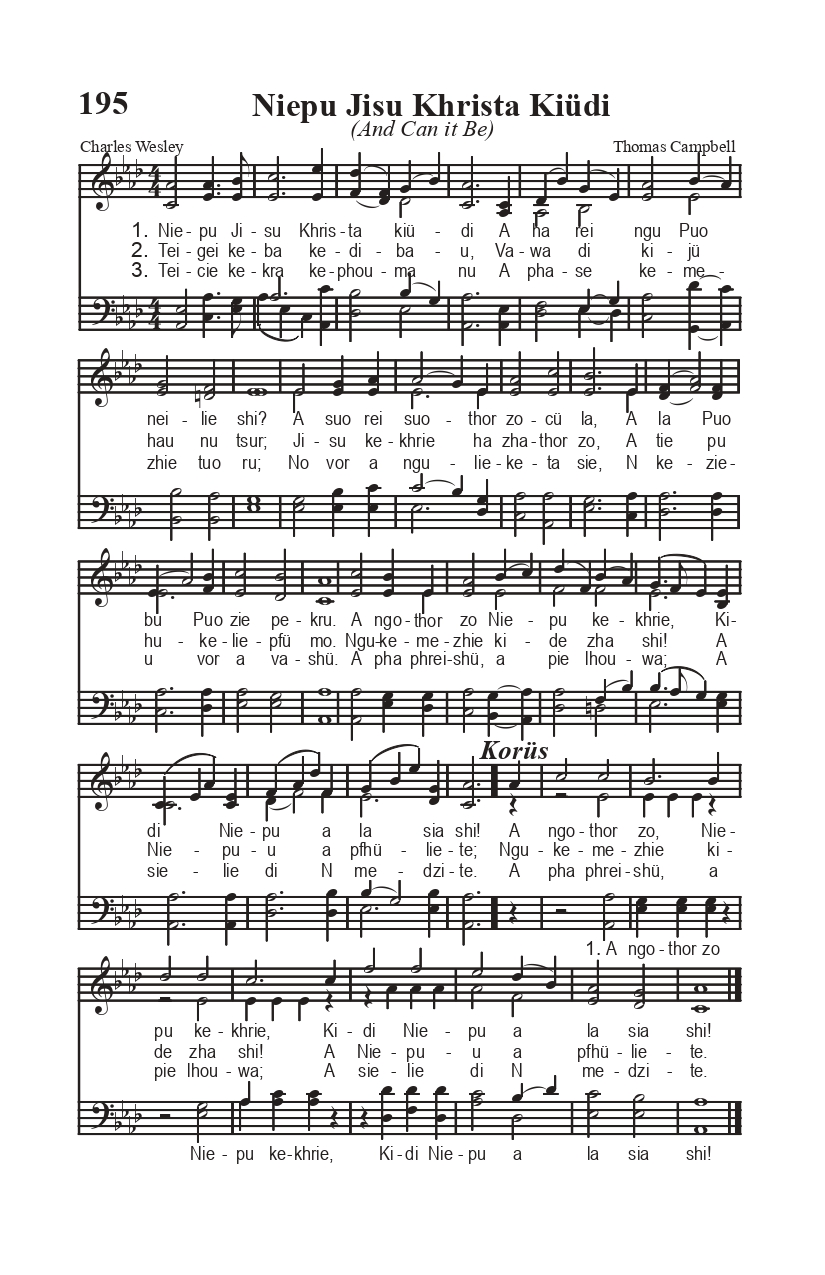 195
Niepu Jisu Khrista Kiüdi
(And Can it Be)
Charles Wesley Thomas Campbell
1. Nie - pu Ji - su Khris - ta kiü - di A ha rei ngu Puo
2. Tei - gei ke - ba ke - di - ba - u, Va - wa di ki - jü
3. Tei - cie ke - kra ke - phou - ma nu A pha - se ke - me -
nei - lie shi? A suo rei suo - thor zo - cü la, A la Puo
hau nu tsur; Ji - su ke - khrie ha zha - thor zo, A tie pu
zhie tuo ru; No vor a ngu - lie - ke - ta sie, N ke - zie -
bu Puo zie pe - kru. A ngo - thor zo Nie - pu ke - khrie, Ki -
hu - ke - lie - pfü mo. Ngu - ke - me - zhie ki - de zha shi! A
u vor a va - shü. A pha phrei - shü, a pie lhou - wa; A
Korüs
di Nie - pu a la sia shi! A ngo - thor zo, Nie -
Nie - pu - u a pfhü - lie - te; Ngu - ke - me - zhie ki -
sie - lie di N me - dzi - te. A pha phrei - shü, a
1. A ngo - thor zo
pu ke - khrie, Ki - di Nie - pu a la sia shi!
de zha shi! A Nie - pu - u a pfhü - lie - te.
pie lhou - wa; A sie - lie di N me - dzi - te.
Nie - pu ke - khrie, Ki - di Nie - pu a la sia shi!